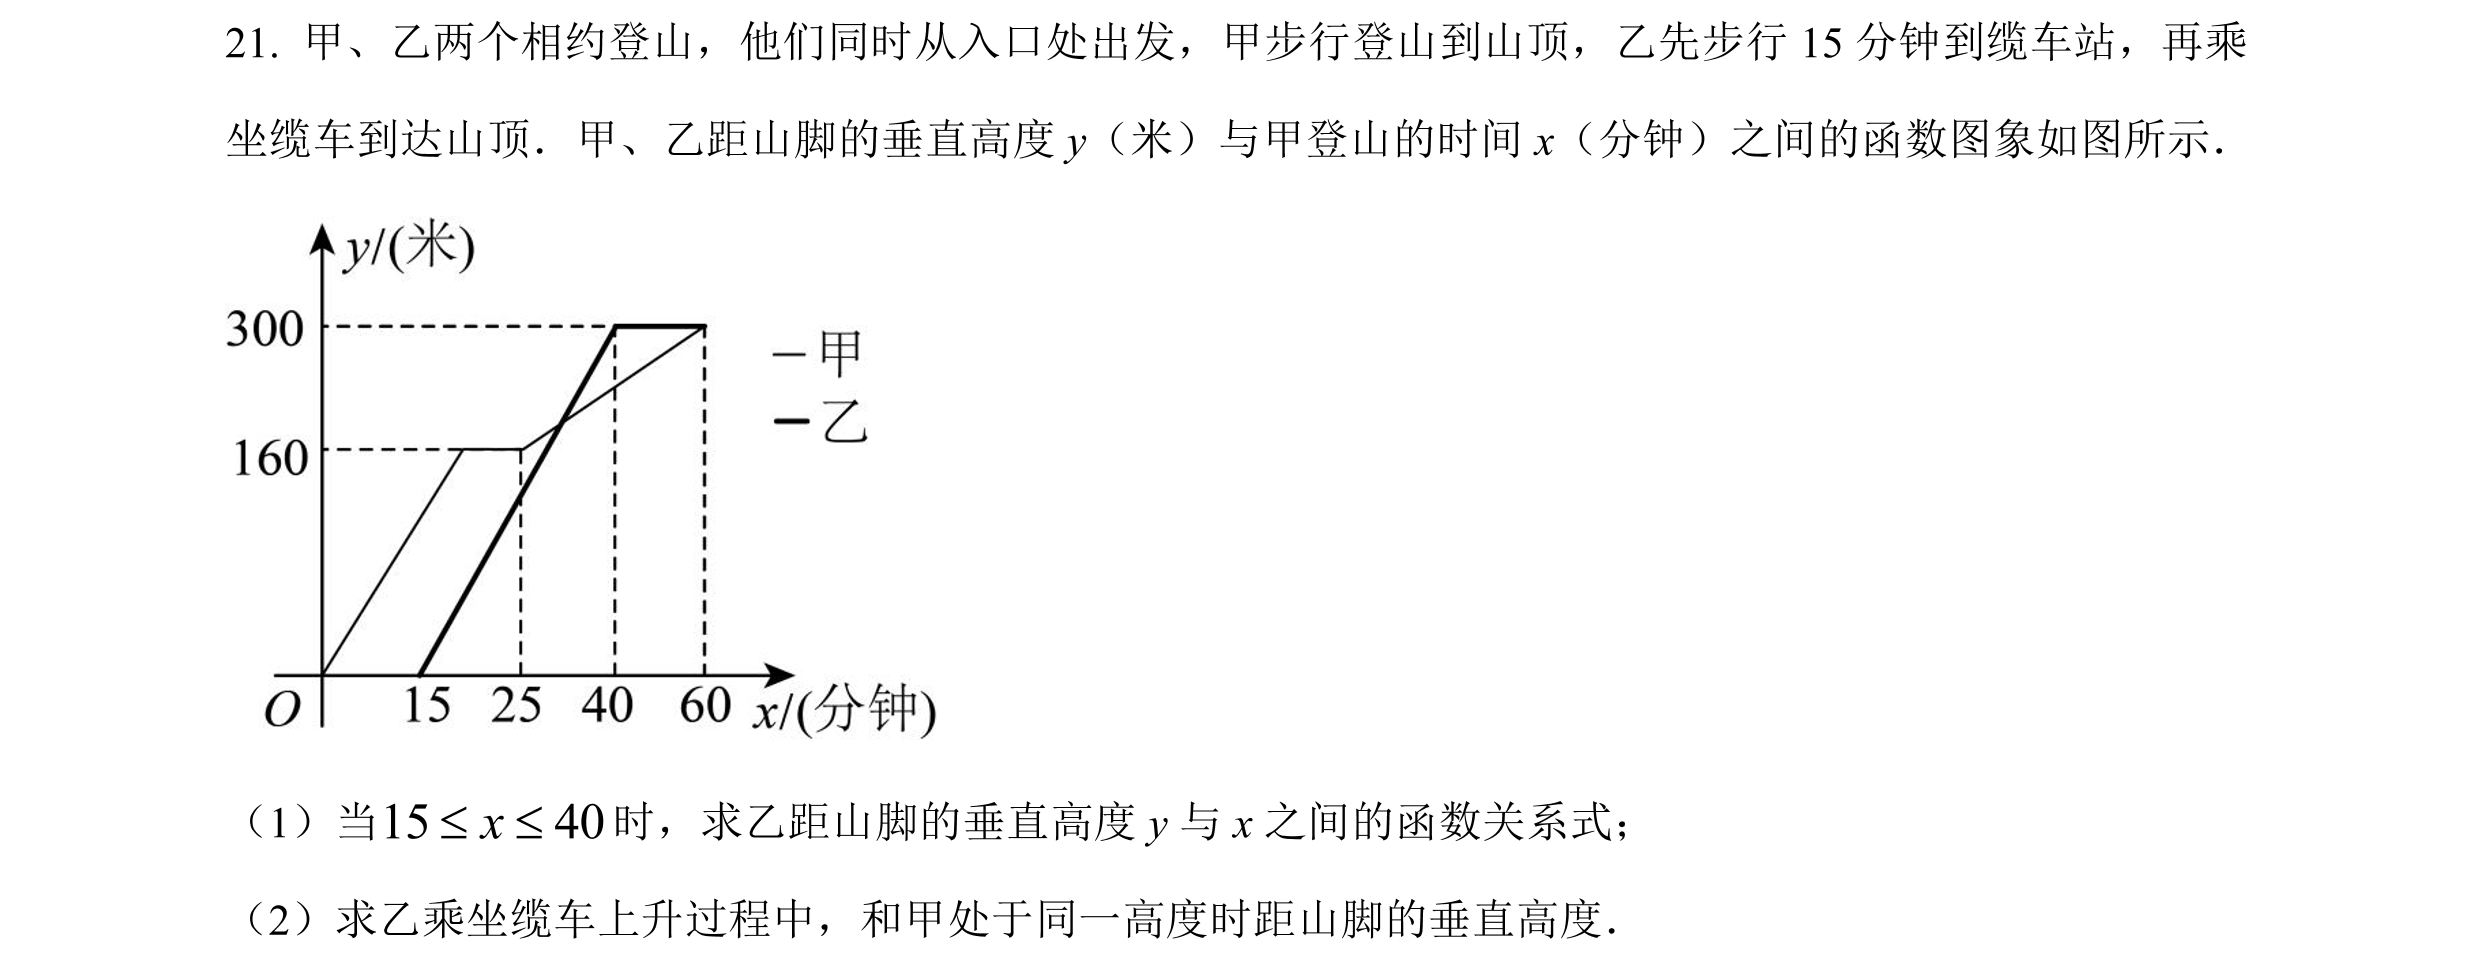 21. 甲、乙两个相约登山，他们同时从入口处出发，甲步行登山到山顶，乙先步行 15 分钟到缆车站，再乘
坐缆车到达山顶．甲、乙距山脚的垂直高度 y（米）与甲登山的时间 x（分钟）之间的函数图象如图所示．
y/(米)
300
甲
乙
160
O 15 25 40 60 x/(分钟)
（1）当15≤x≤40时，求乙距山脚的垂直高度 y 与 x 之间的函数关系式；
（2）求乙乘坐缆车上升过程中，和甲处于同一高度时距山脚的垂直高度．